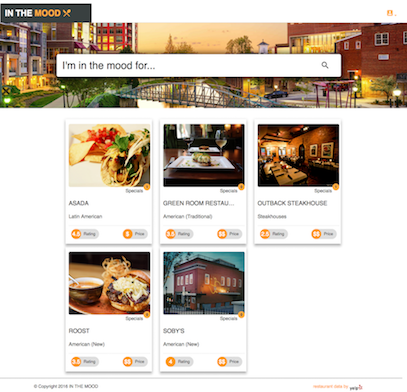 IN THE MOOD
I'm in the mood for...
Specials
Specials
Specials
ASADA
GREEN ROOM RESTAU...
OUTBACK STEAKHOUSE
Latin American
American (Traditional)
Steakhouses
4.5 Rating $ Price
3.5 Rating $$ Price
Rating $$ Price
Specials
Specials
ROOST
SOBY'S
American (New)
American (New)
3.5 Rating $$ Price
4 Rating $$ Price
© Copyright 2016 IN THE MOOD
restaurant data by yelp